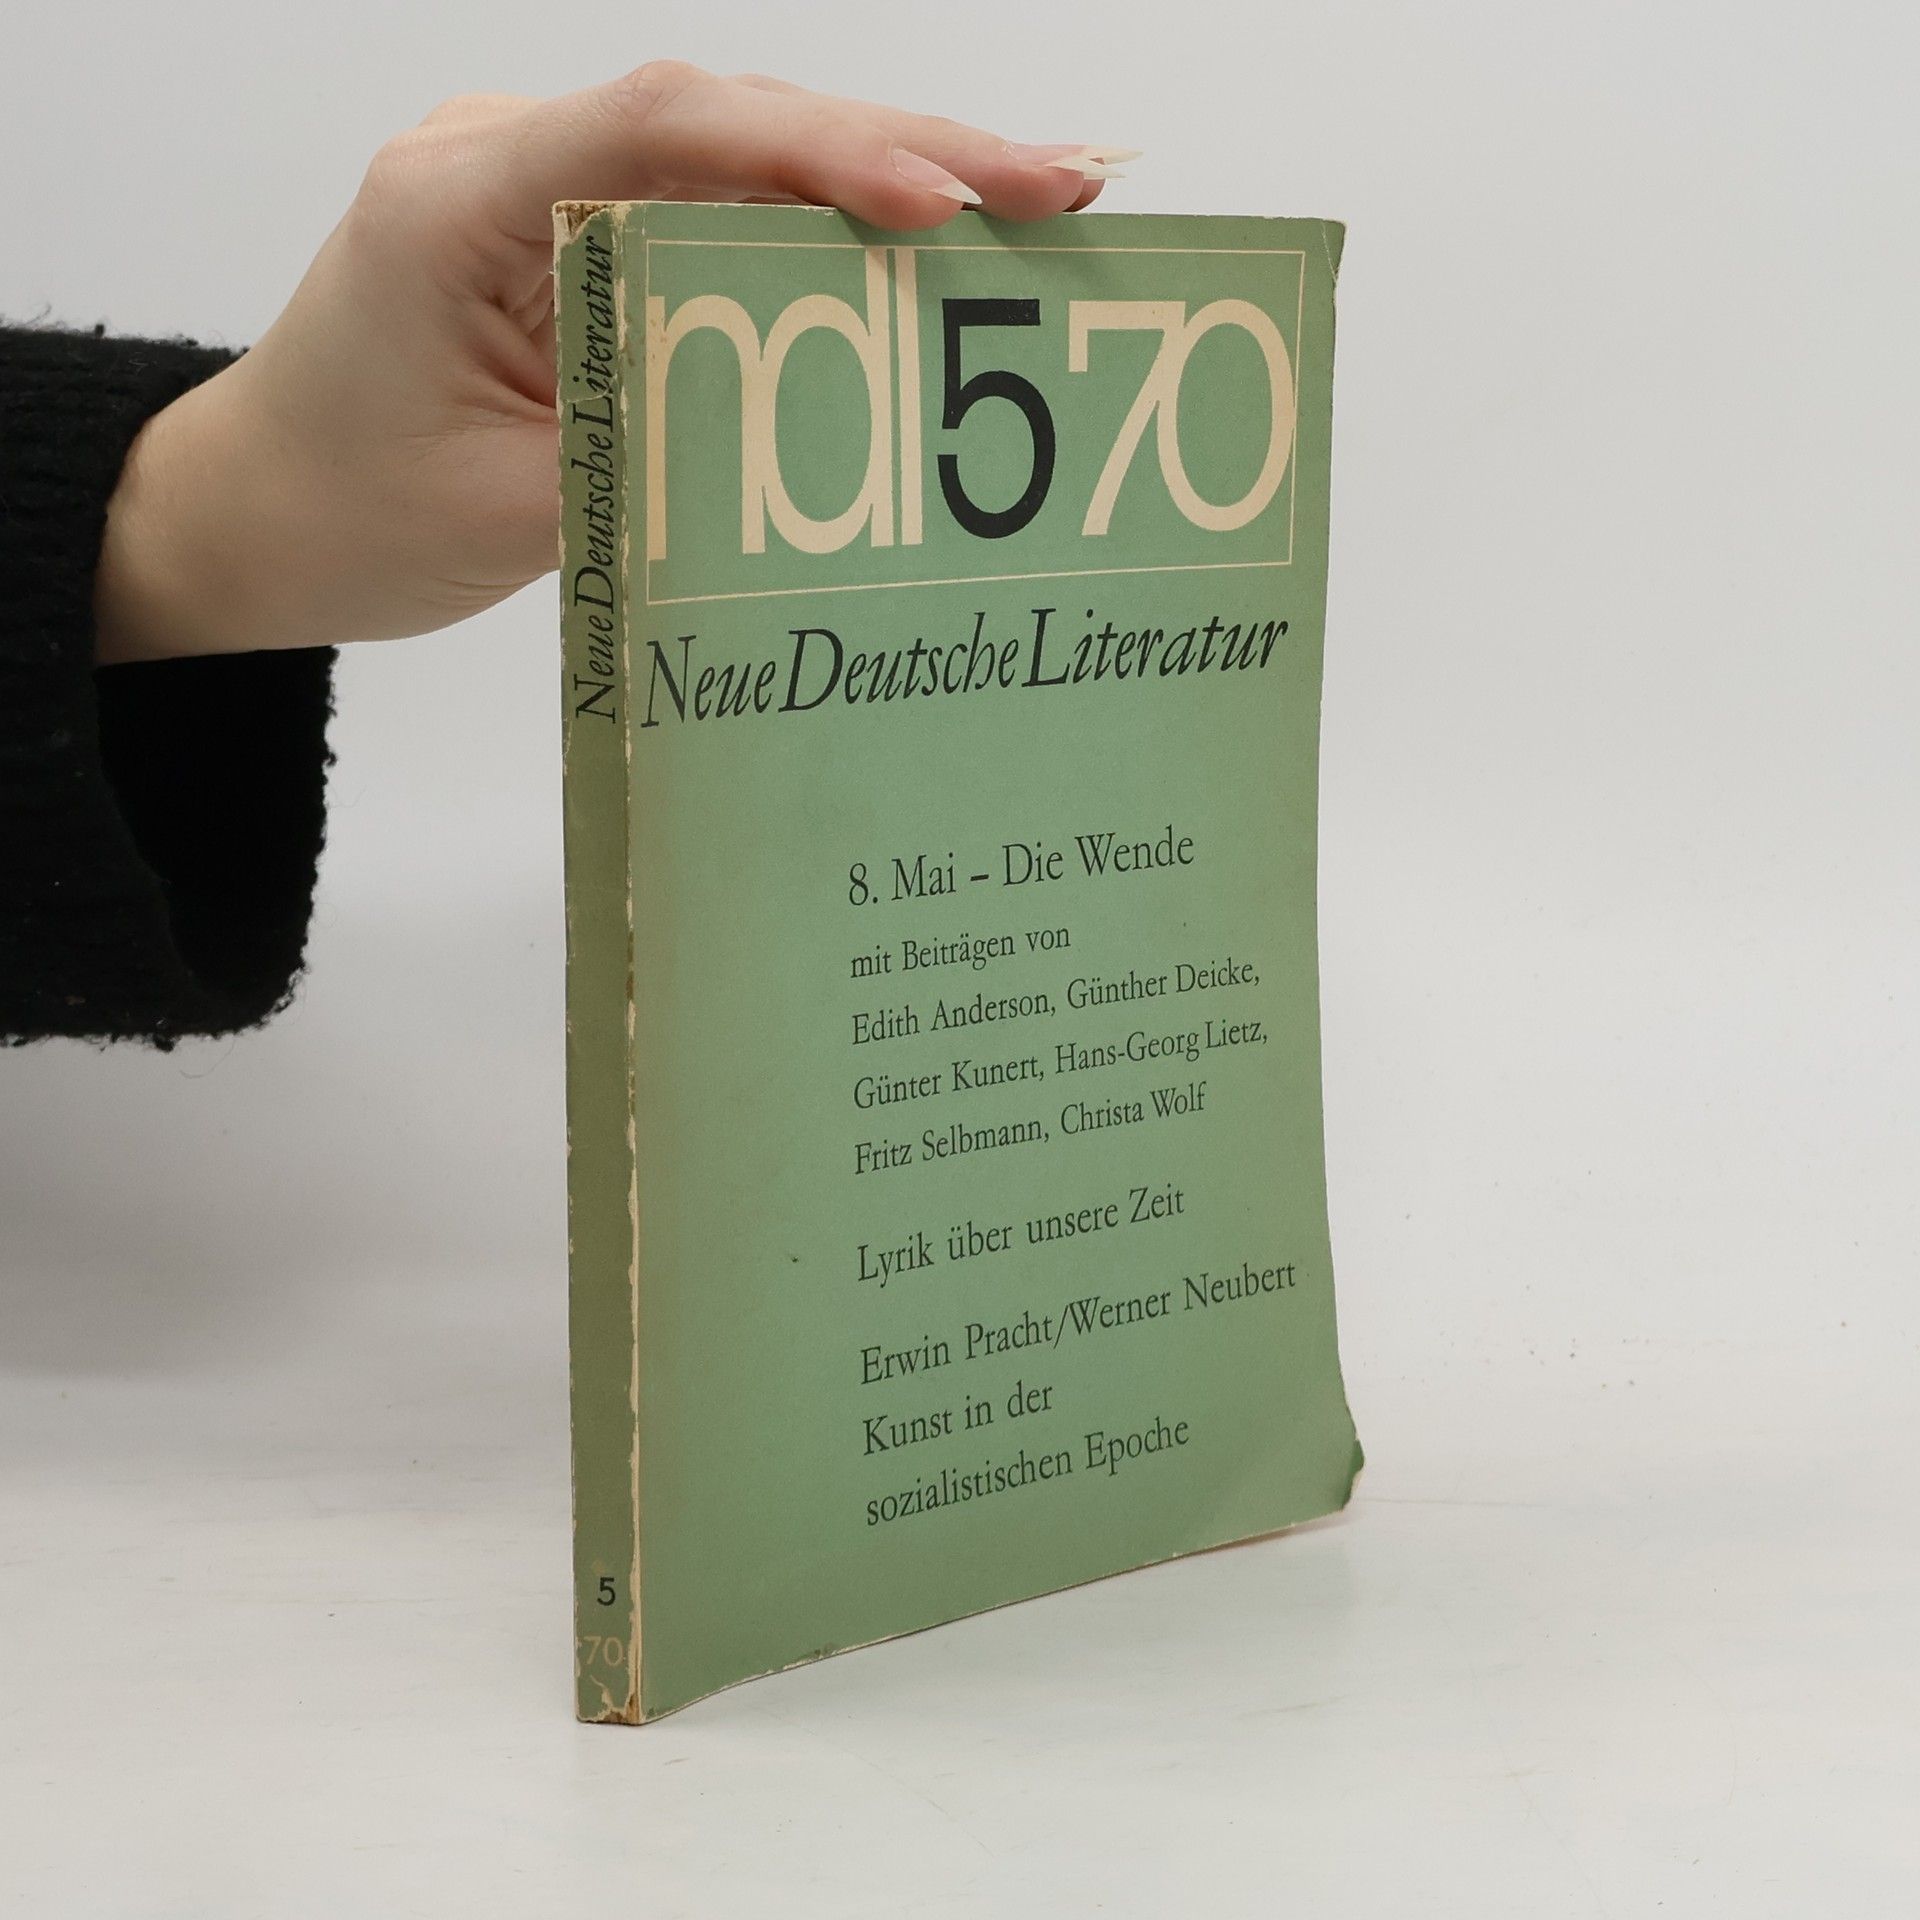 Neue Deutsche Literatur
5
70
ndl 5 70
Neue Deutsche Literatur
8. Mai – Die Wende
mit Beiträgen von
Edith Anderson, Günther Deicke,
Günter Kunert, Hans-Georg Lietz,
Fritz Selbmann, Christa Wolf
Lyrik über unsere Zeit
Erwin Pracht/Werner Neubert
Kunst in der
sozialistischen Epoche